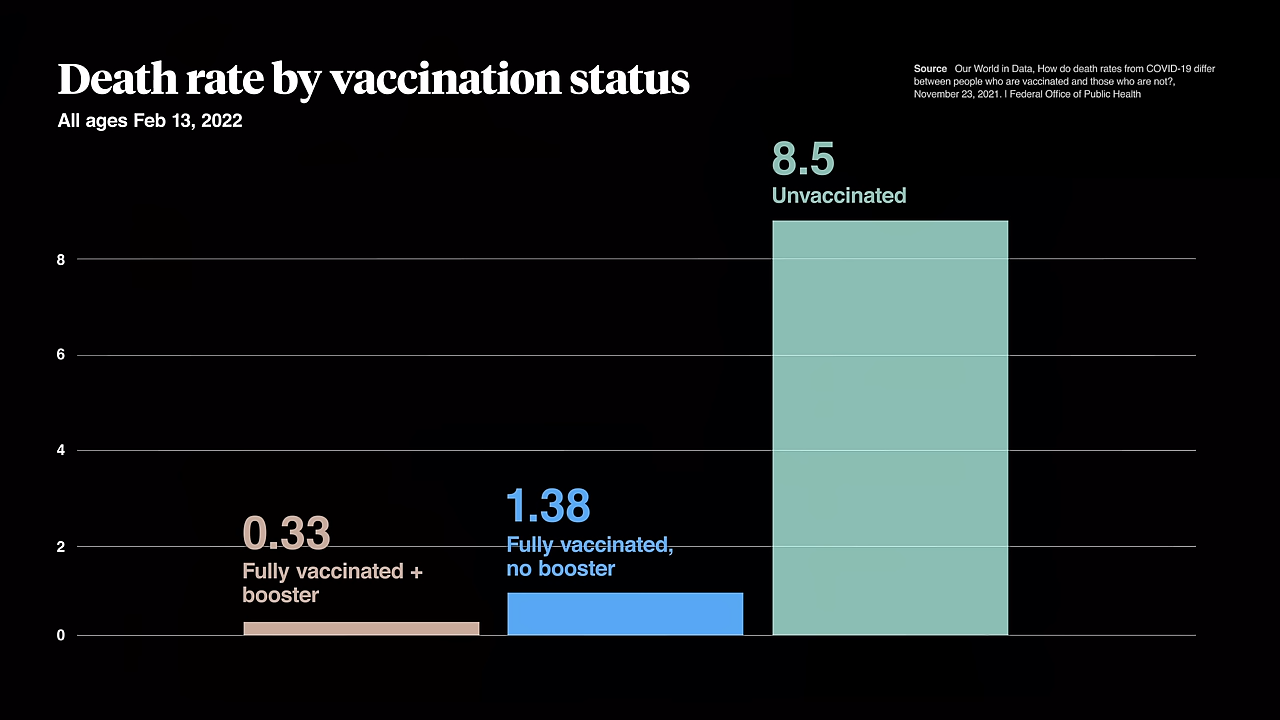 Death rate by vaccination status
All ages Feb 13, 2022
Source Our World in Data, How do death rates from COVID-19 differ
between people who are vaccinated and those who are not?,
November 23, 2021. I Federal Office of Public Health
8.5
Unvaccinated
8
6
4
1.38
Fully vaccinated,
no booster
0.33
Fully vaccinated +
booster
2
0